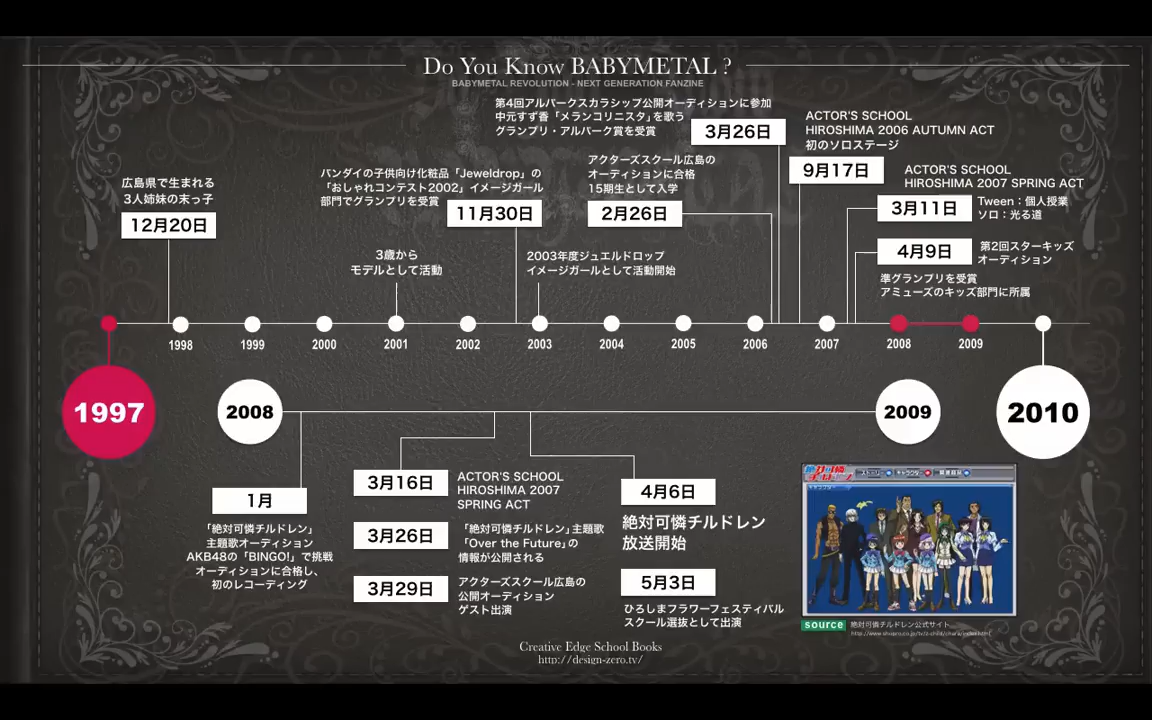 Do You Know BABYMETAL ?
BABYMETAL REVOLUTION - NEXT GENERATION FANZINE
広島県で生まれる
3人姉妹の末っ子
12月20日
バンダイの子供向け化粧品「Jeweldrop」の
「おしゃれコンテスト2002」イメージガール
部門でグランプリを受賞
11月30日
3歳から
モデルとして活動
2003年度ジュエルドロップ
イメージガールとして活動開始
第4回アルパークスカラシップ公開オーディションに参加
中元すず香「メランコリニスタ」を歌う
グランプリ・アルパーク賞を受賞
3月26日
アクターズスクール広島の
オーディションに合格
15期生として入学
2月26日
ACTOR'S SCHOOL
HIROSHIMA 2006 AUTUMN ACT
初のソロステージ
9月17日
ACTOR'S SCHOOL
HIROSHIMA 2007 SPRING ACT
3月11日
Tween:個人授業
ソロ:光る道
4月9日
第2回スターキッズ
オーディション
準グランプリを受賞
アミューズのキッズ部門に所属
1998
1999
2000
2001
2002
2003
2004
2005
2006
2007
2008
2009
1997
2008
2009
2010
1月
「絶対可憐チルドレン」
主題歌オーディション
AKB48の「BINGO!」で挑戦
オーディションに合格し、
初のレコーディング
3月16日
ACTOR'S SCHOOL
HIROSHIMA 2007
SPRING ACT
3月26日
「絶対可憐チルドレン」主題歌
「Over the Future」の
情報が公開される
3月29日
アクターズスクール広島の
公開オーディション
ゲスト出演
4月6日
絶対可憐チルドレン
放送開始
5月3日
ひろしまフラワーフェスティバル
スクール選抜として出演
絶対可憐
チルドレン
キャラクター
source
絶対可憐チルドレン公式サイト
Creative Edge School Books
http://design-zero.tv/